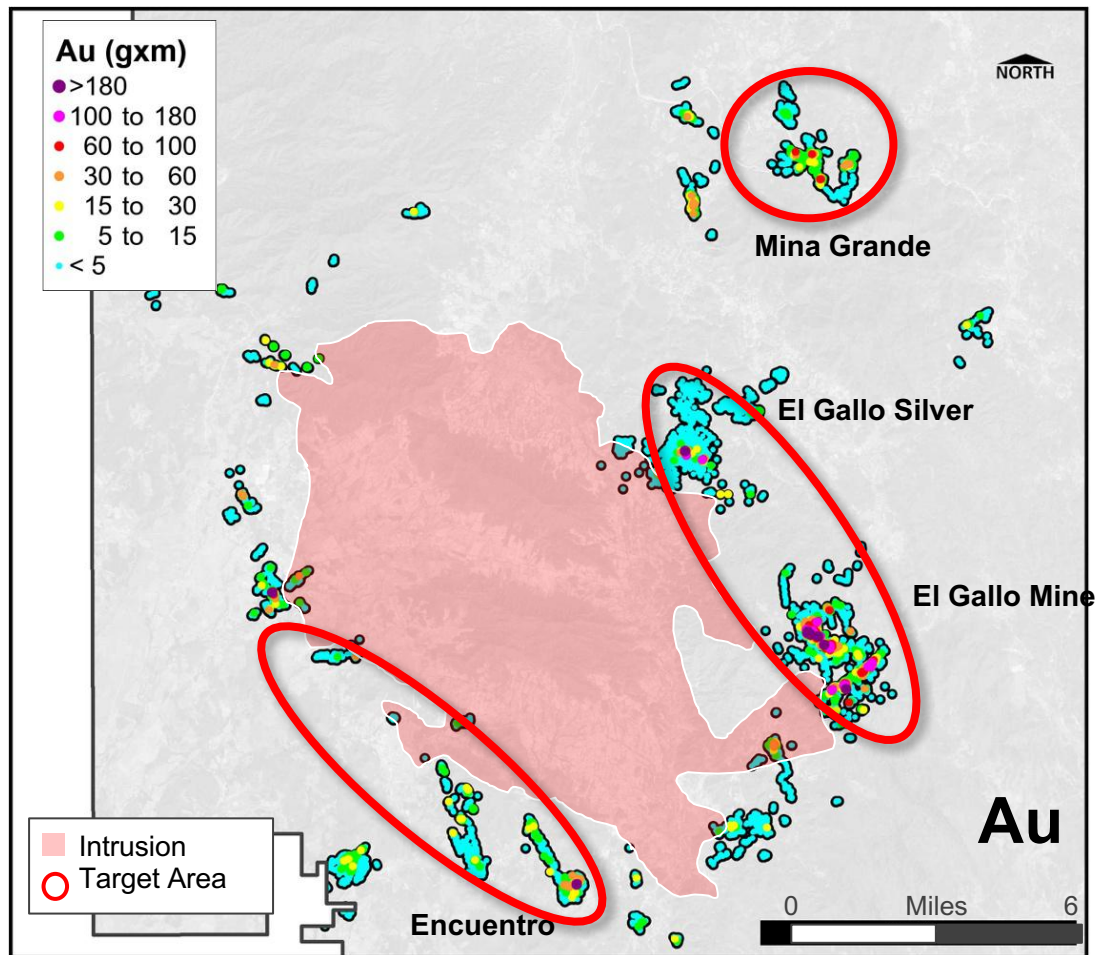 Au (gxm)
>180
100 to 180
60 to 100
30 to 60
15 to 30
5 to 15
< 5
NORTH
Mina Grande
El Gallo Silver
El Gallo Mine
Au
Intrusion
Target Area
Encuentro
0 Miles 6